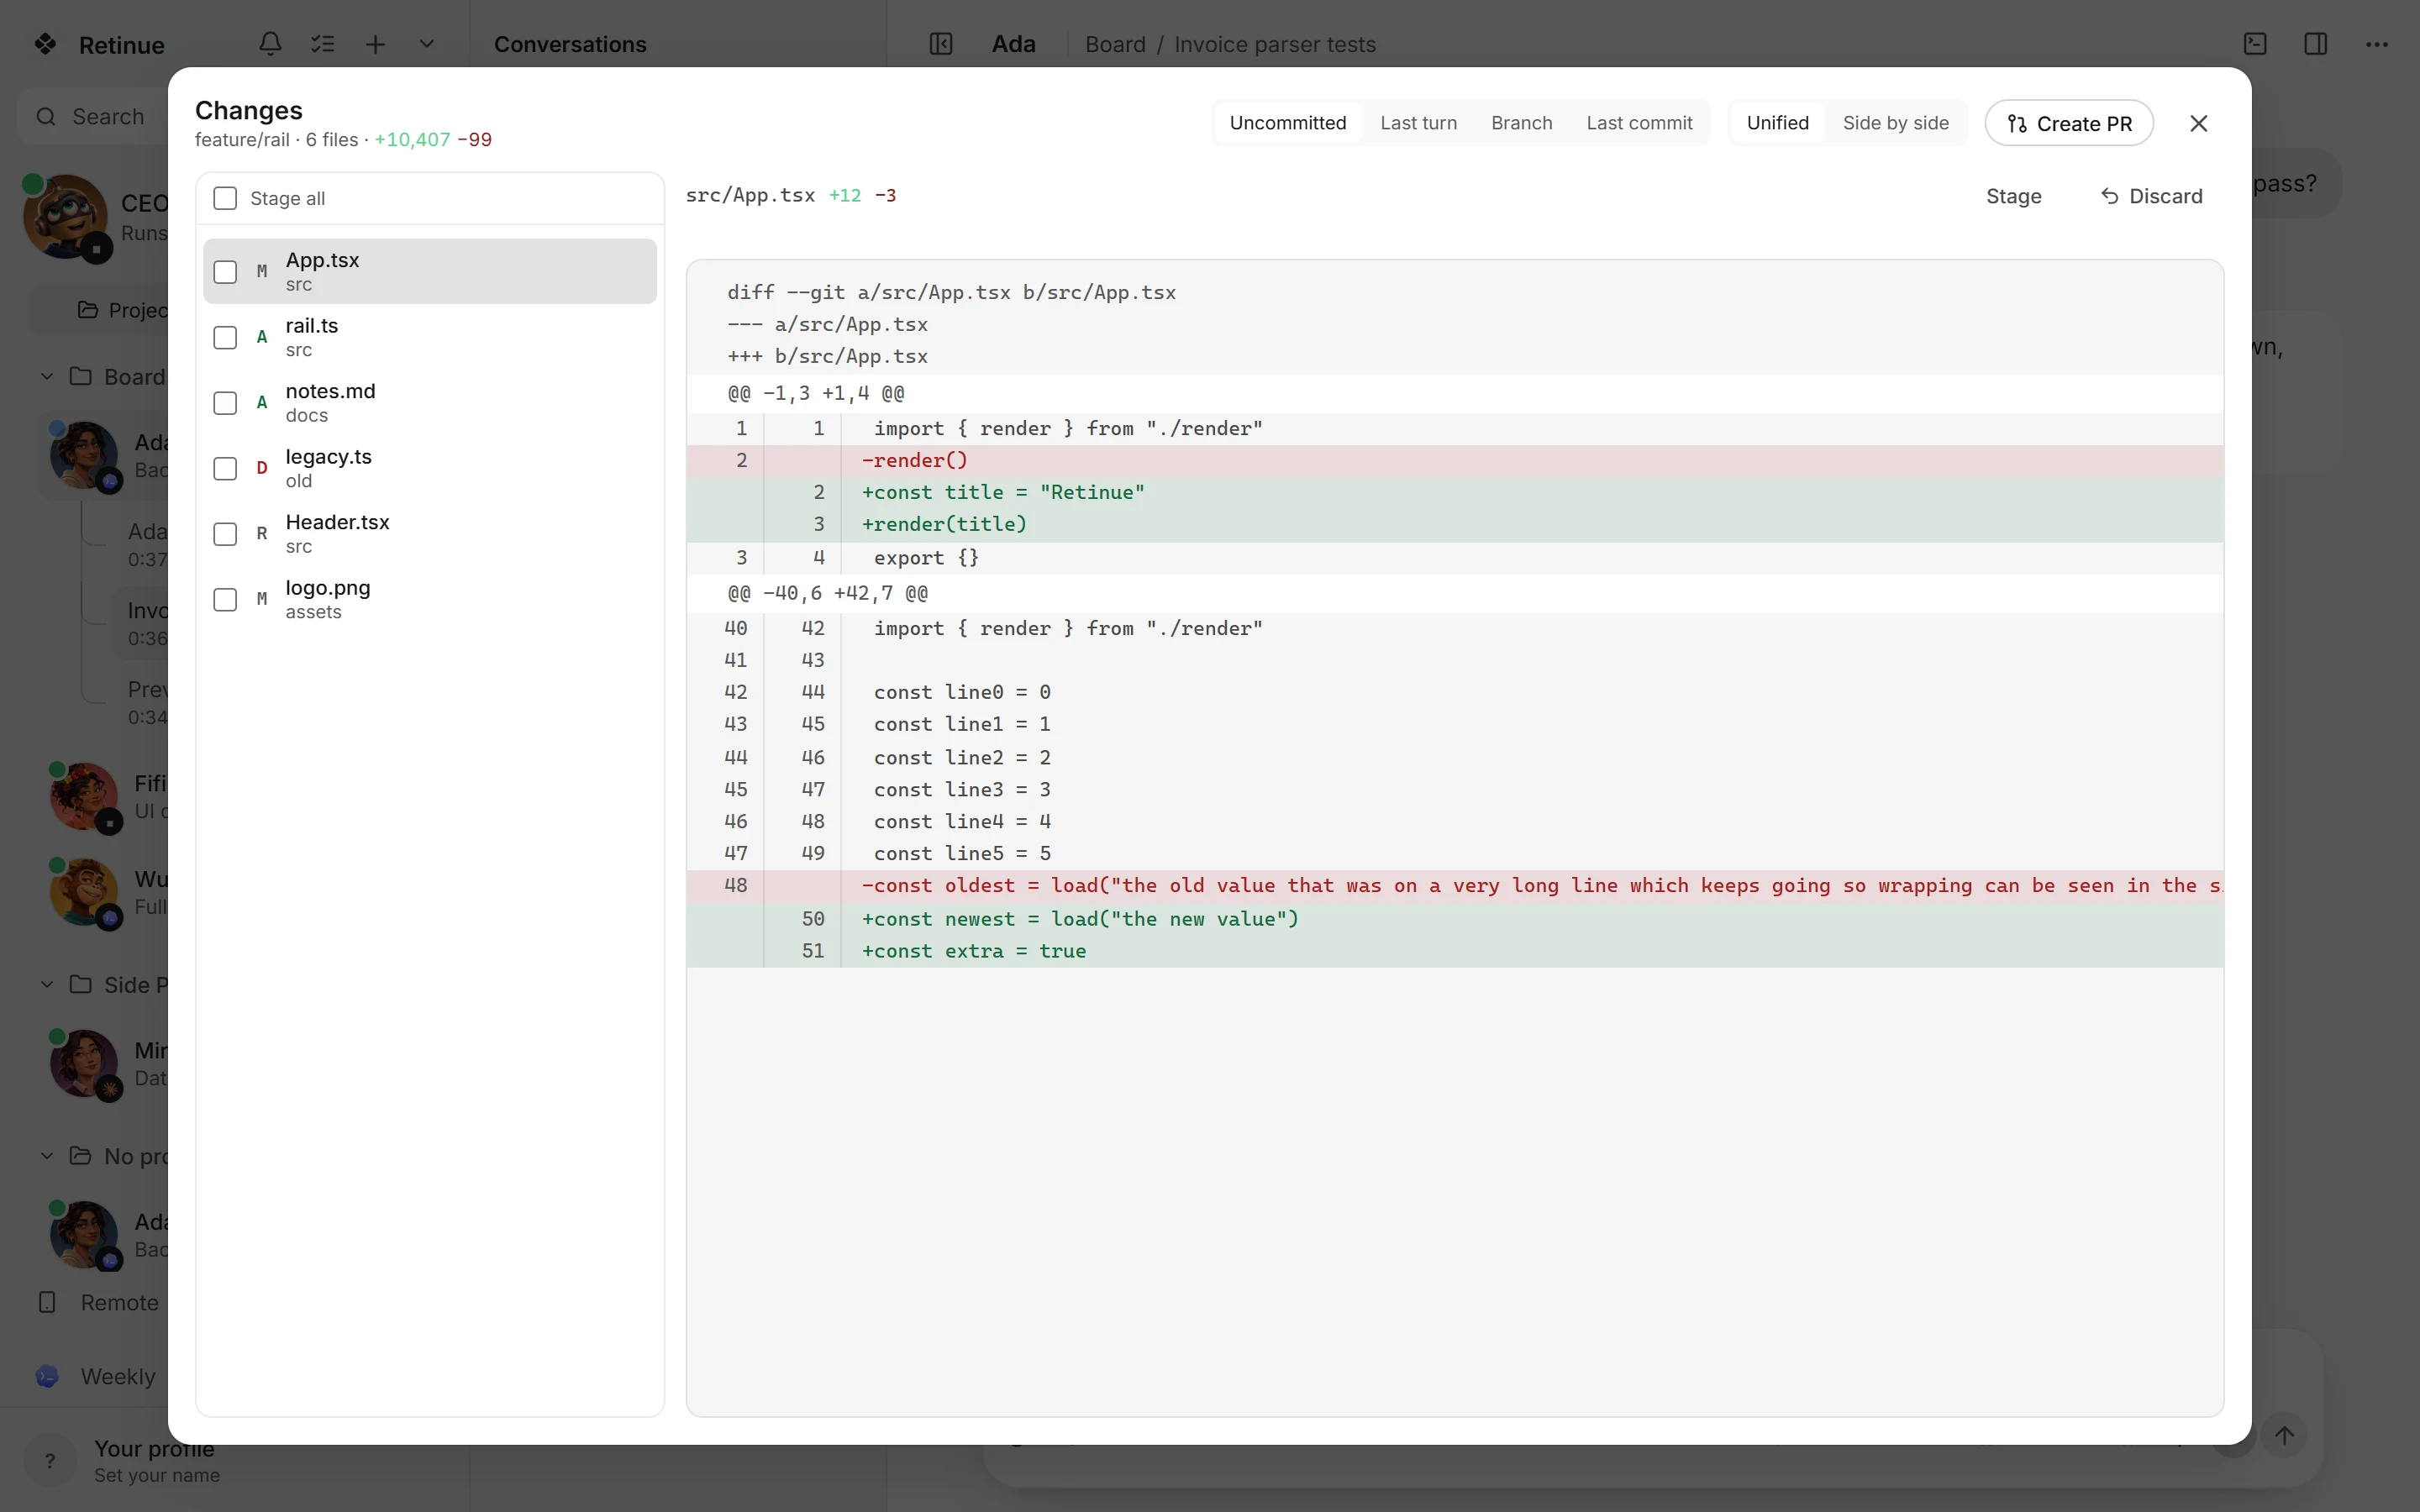 Retinue
Conversations
Ada
Board / Invoice parser tests
Search
Changes
feature/rail · 6 files · +10,407 −99
Uncommitted
Last turn
Branch
Last commit
Unified
Side by side
Create PR
pass?
CEO
Runs
Stage all
src/App.tsx +12 −3
Stage
Discard
M
App.tsx
src
A
rail.ts
src
A
notes.md
docs
D
legacy.ts
old
R
Header.tsx
src
M
logo.png
assets
diff --git a/src/App.tsx b/src/App.tsx
--- a/src/App.tsx
+++ b/src/App.tsx
@@ -1,3 +1,4 @@
1 1 import { render } from "./render"
2 -render()
2 +const title = "Retinue"
3 +render(title)
3 4 export {}
@@ -40,6 +42,7 @@
40 42 import { render } from "./render"
41 43
42 44 const line0 = 0
43 45 const line1 = 1
44 46 const line2 = 2
45 47 const line3 = 3
46 48 const line4 = 4
47 49 const line5 = 5
48 -const oldest = load("the old value that was on a very long line which keeps going so wrapping can be seen in the s
50 +const newest = load("the new value")
51 +const extra = true
Projec
Board
Ada
Bac
Ada
0:37
Invo
0:36
Prev
0:34
Fifi
UI
Wu
Full
Side P
Mir
Dat
No pro
Ada
Bac
Remote
Weekly
?
Your profile
Set your name
wn,